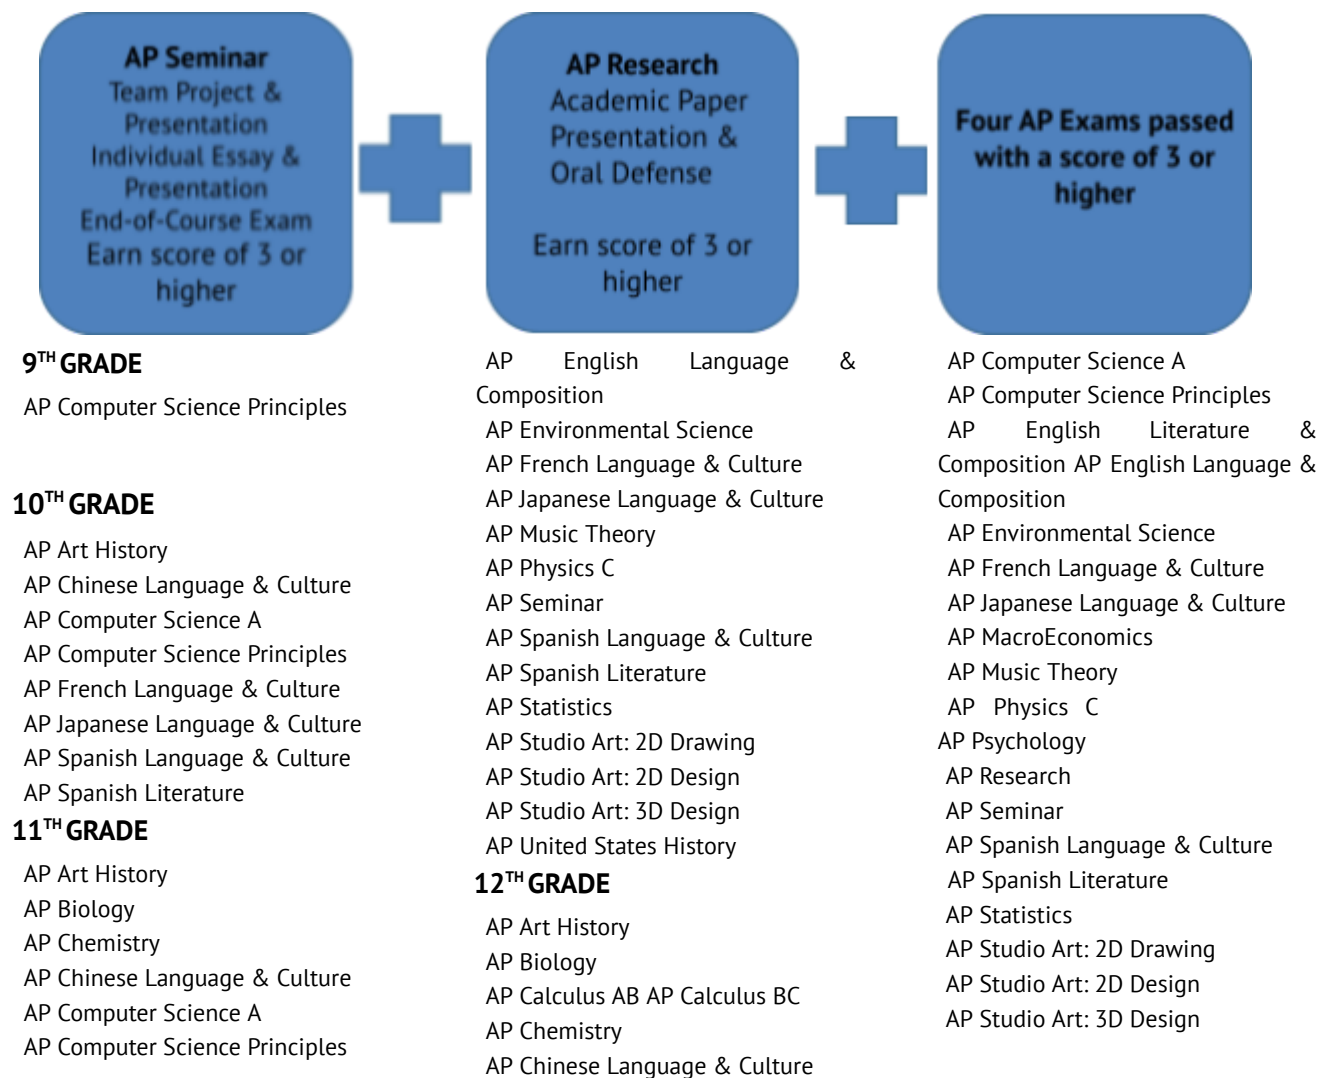 AP Seminar
Team Project &
Presentation
Individual Essay &
Presentation
End-of-Course Exam
Earn score of 3 or
higher
AP Research
Academic Paper
Presentation &
Oral Defense
Earn score of 3 or
higher
Four AP Exams passed
with a score of 3 or
higher
9TH GRADE
AP Computer Science Principles
10TH GRADE
AP Art History
AP Chinese Language & Culture
AP Computer Science A
AP Computer Science Principles
AP French Language & Culture
AP Japanese Language & Culture
AP Spanish Language & Culture
AP Spanish Literature
11TH GRADE
AP Art History
AP Biology
AP Chemistry
AP Chinese Language & Culture
AP Computer Science A
AP Computer Science Principles
AP English Language &
Composition
AP Environmental Science
AP French Language & Culture
AP Japanese Language & Culture
AP Music Theory
AP Physics C
AP Seminar
AP Spanish Language & Culture
AP Spanish Literature
AP Statistics
AP Studio Art: 2D Drawing
AP Studio Art: 2D Design
AP Studio Art: 3D Design
AP United States History
12TH GRADE
AP Art History
AP Biology
AP Calculus AB AP Calculus BC
AP Chemistry
AP Chinese Language & Culture
AP Computer Science A
AP Computer Science Principles
AP English Literature &
Composition AP English Language &
Composition
AP Environmental Science
AP French Language & Culture
AP Japanese Language & Culture
AP MacroEconomics
AP Music Theory
AP Physics C
AP Psychology
AP Research
AP Seminar
AP Spanish Language & Culture
AP Spanish Literature
AP Statistics
AP Studio Art: 2D Drawing
AP Studio Art: 2D Design
AP Studio Art: 3D Design